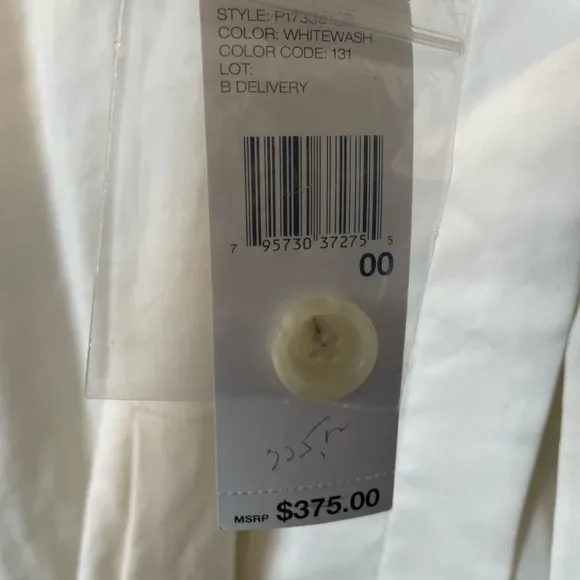 COLOR: WHITEWASH
COLOR CODE: 131
LOT:
B DELIVERY
7 95730 37275 5
00
MSRP $375.00